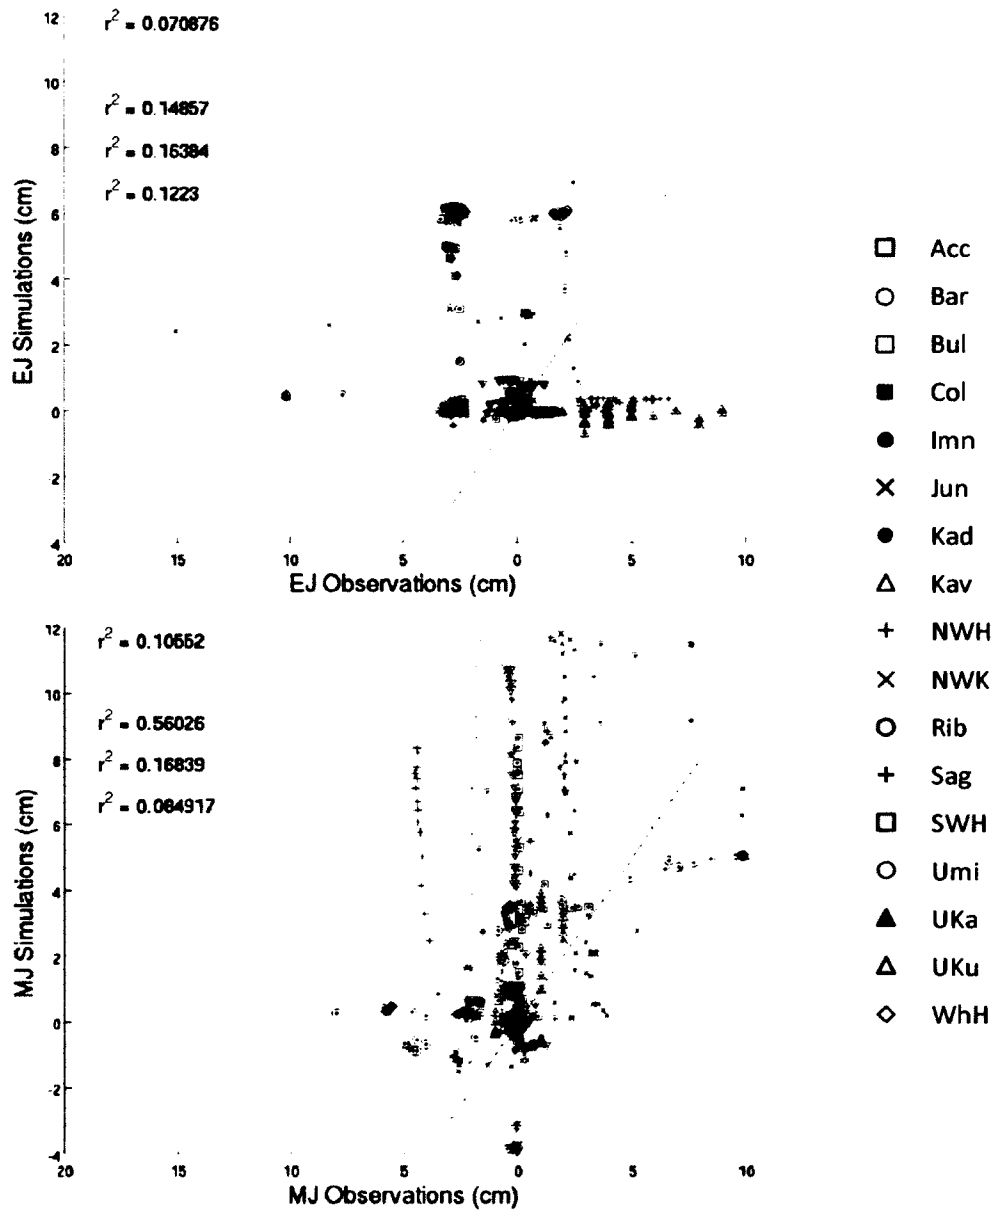 r² = 0.070876
r² = 0.14857
r² = 0.16384
r² = 0.1223
EJ Simulations (cm)
12
10
8
6
4
2
0
2
4
20
15
10
5
0
5
10
EJ Observations (cm)
r² = 0.10552
r² = 0.56026
r² = 0.16839
r² = 0.084917
MJ Simulations (cm)
12
10
8
6
4
2
0
-2
-4
20
15
10
5
0
5
10
MJ Observations (cm)
Acc
Bar
Bul
Col
Imn
Jun
Kad
Kav
NWH
NWK
Rib
Sag
SWH
Umi
UKa
UKu
WhH